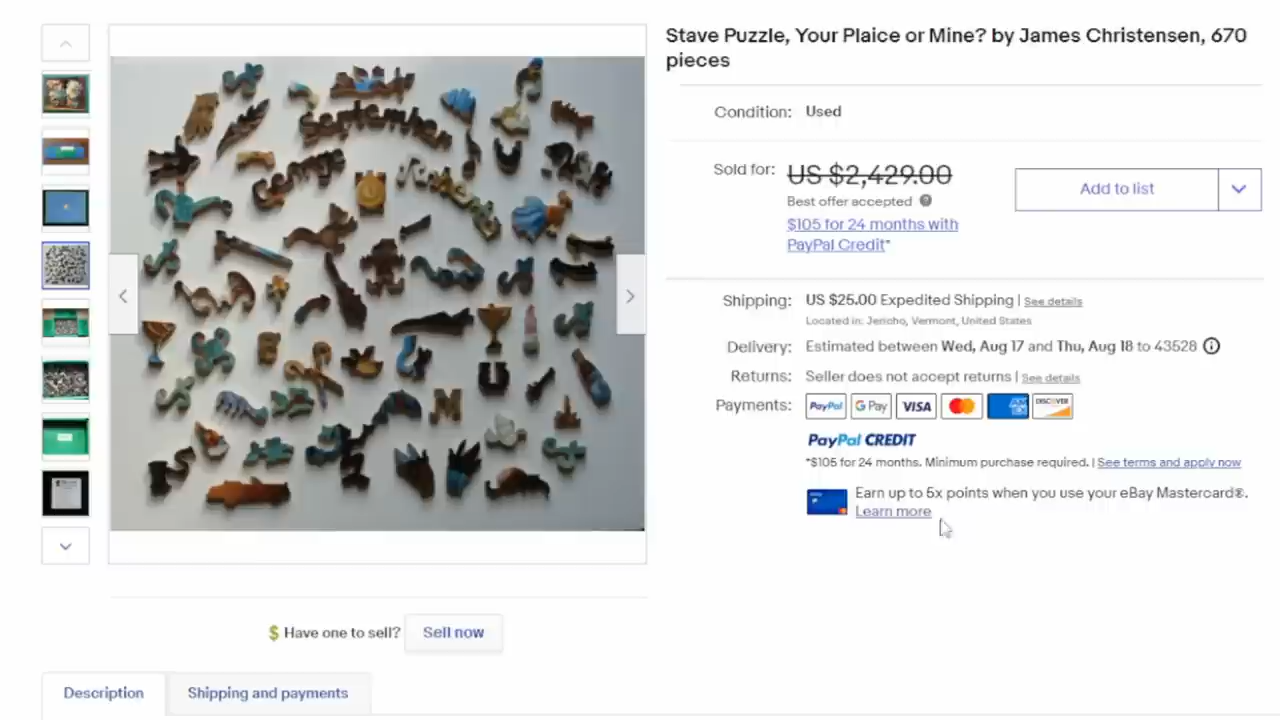 Stave Puzzle, Your Plaice or Mine? by James Christensen, 670
pieces
Condition: Used
Sold for: US $2,429.00
Add to list
Best offer accepted
$105 for 24 months with
PayPal Credit*
Shipping: US $25.00 Expedited Shipping | See details
Located in: Jericho, Vermont, United States
Delivery: Estimated between Wed, Aug 17 and Thu, Aug 18 to 43528
Returns: Seller does not accept returns | See details
Payments: PayPal G Pay VISA DISCOVER
PayPal CREDIT
*$105 for 24 months. Minimum purchase required. | See terms and apply now
Earn up to 5x points when you use your eBay Mastercard®.
Learn more
September
George
M
$ Have one to sell? Sell now
Description
Shipping and payments